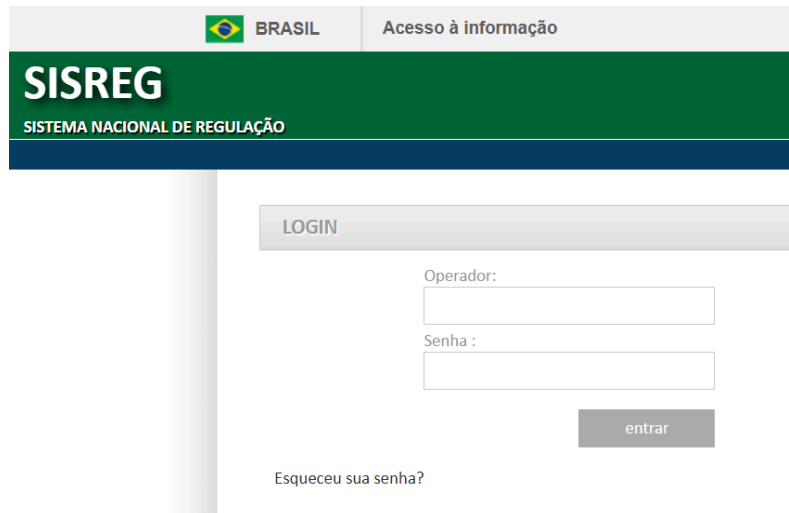 BRASIL Acesso à informação
SISREG
SISTEMA NACIONAL DE REGULAÇÃO
LOGIN
Operador:
Senha :
entrar
Esqueceu sua senha?